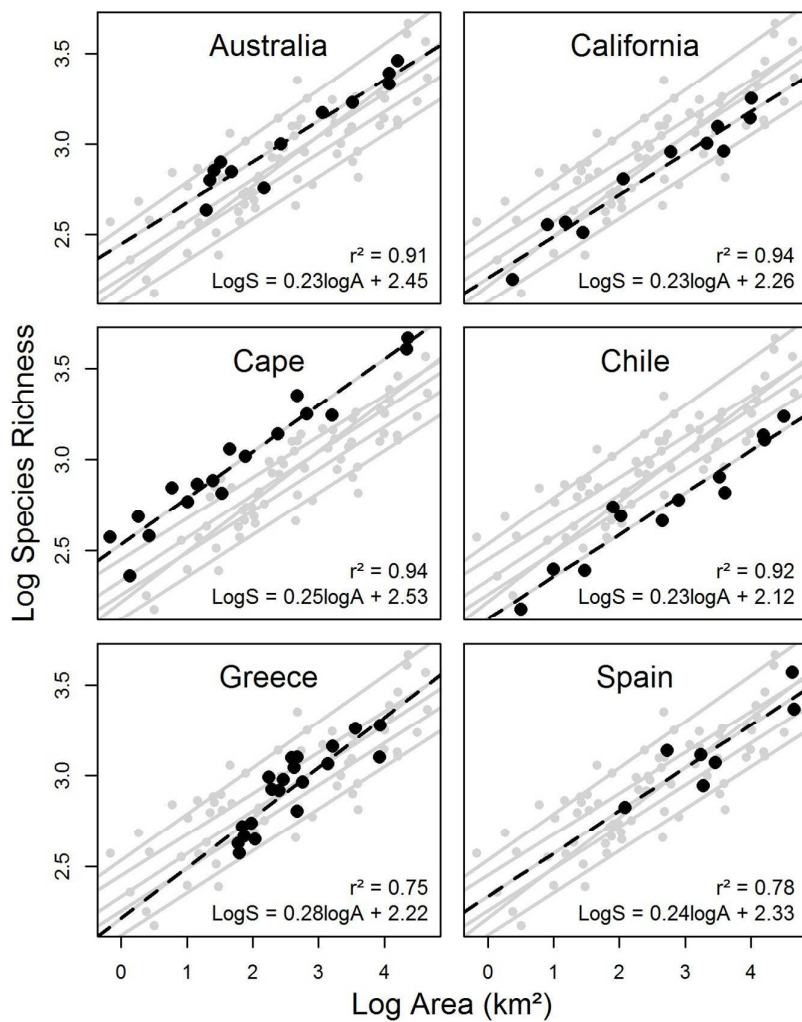 Australia
California
3.5
3.0
2.5
r² = 0.91
LogS = 0.23logA + 2.45
r² = 0.94
LogS = 0.23logA + 2.26
Cape
Chile
3.5
3.0
2.5
r² = 0.94
LogS = 0.25logA + 2.53
r² = 0.92
LogS = 0.23logA + 2.12
Log Species Richness
Greece
Spain
3.5
3.0
2.5
r² = 0.75
LogS = 0.28logA + 2.22
r² = 0.78
LogS = 0.24logA + 2.33
0 1 2 3 4 0 1 2 3 4
Log Area (km²)